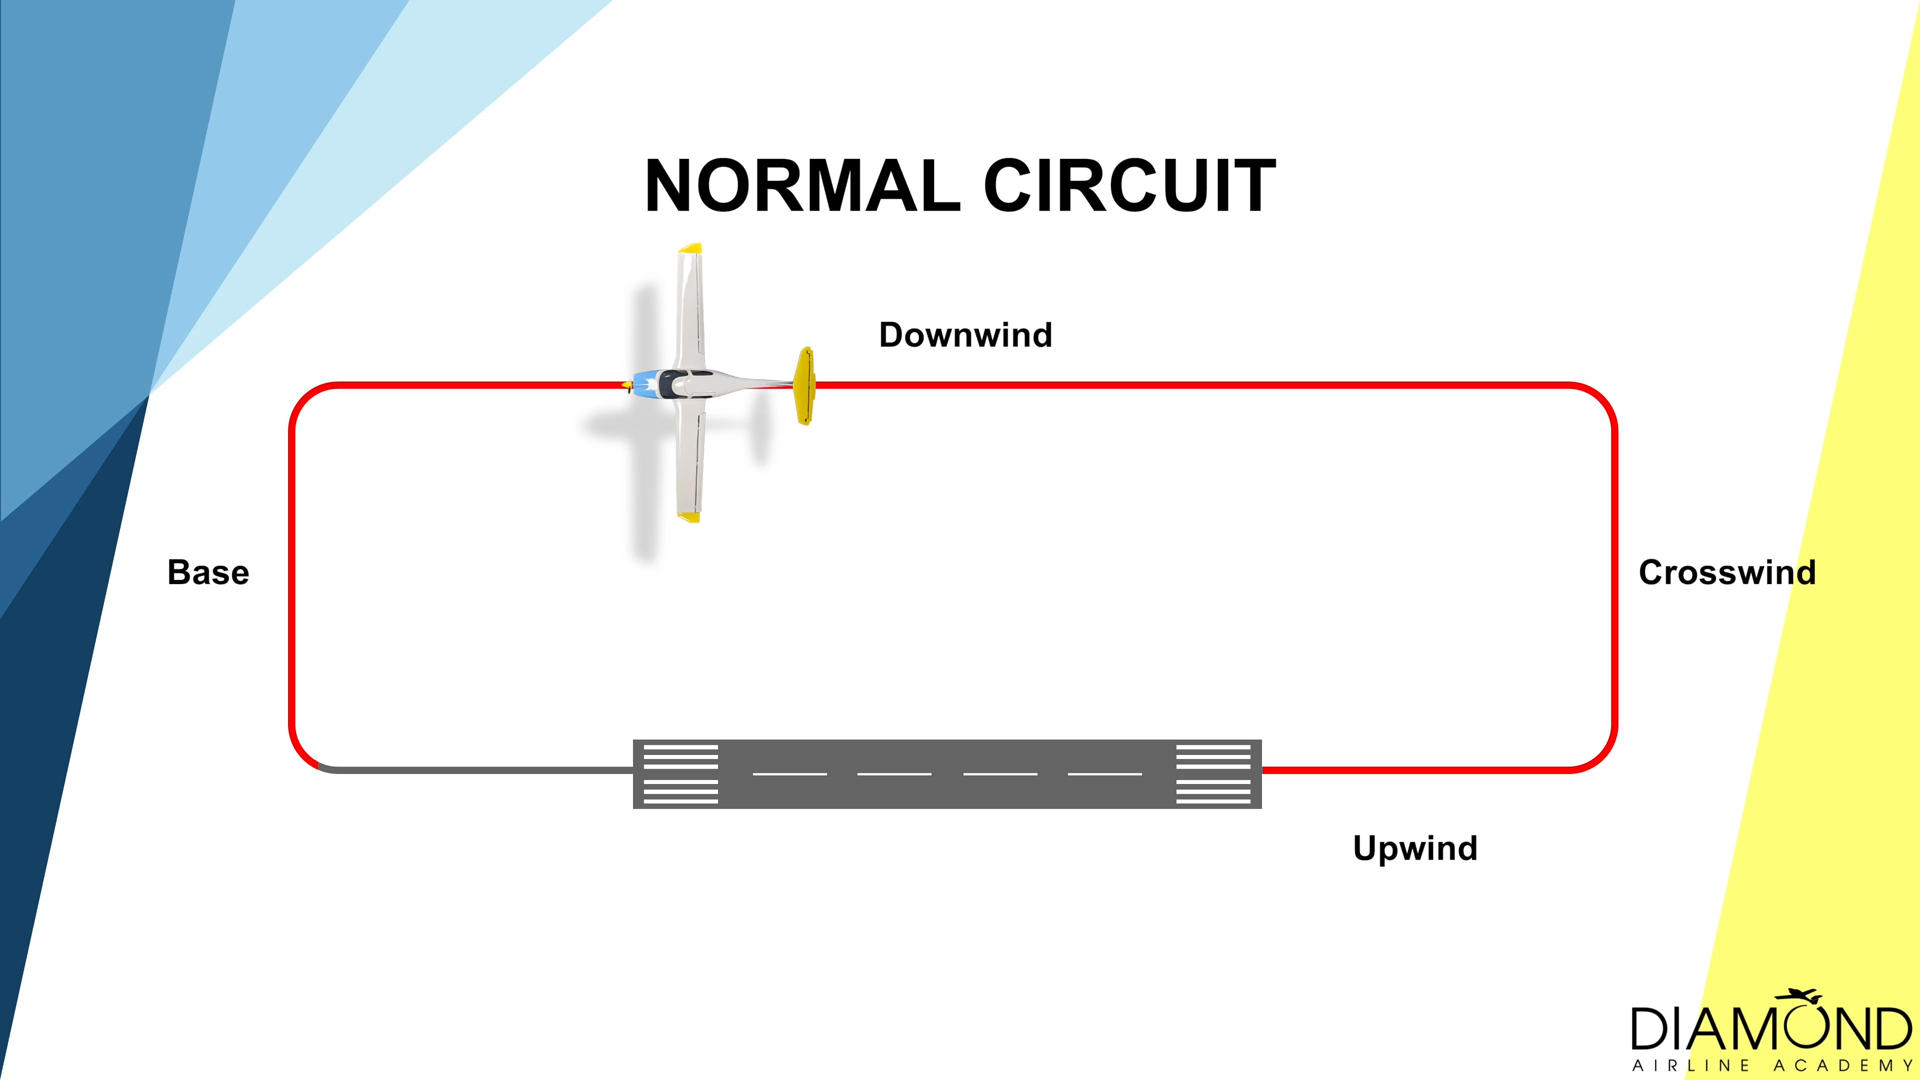 NORMAL CIRCUIT
Downwind
Base
Crosswind
Upwind
DIAMOND
AIRLINE ACADEMY